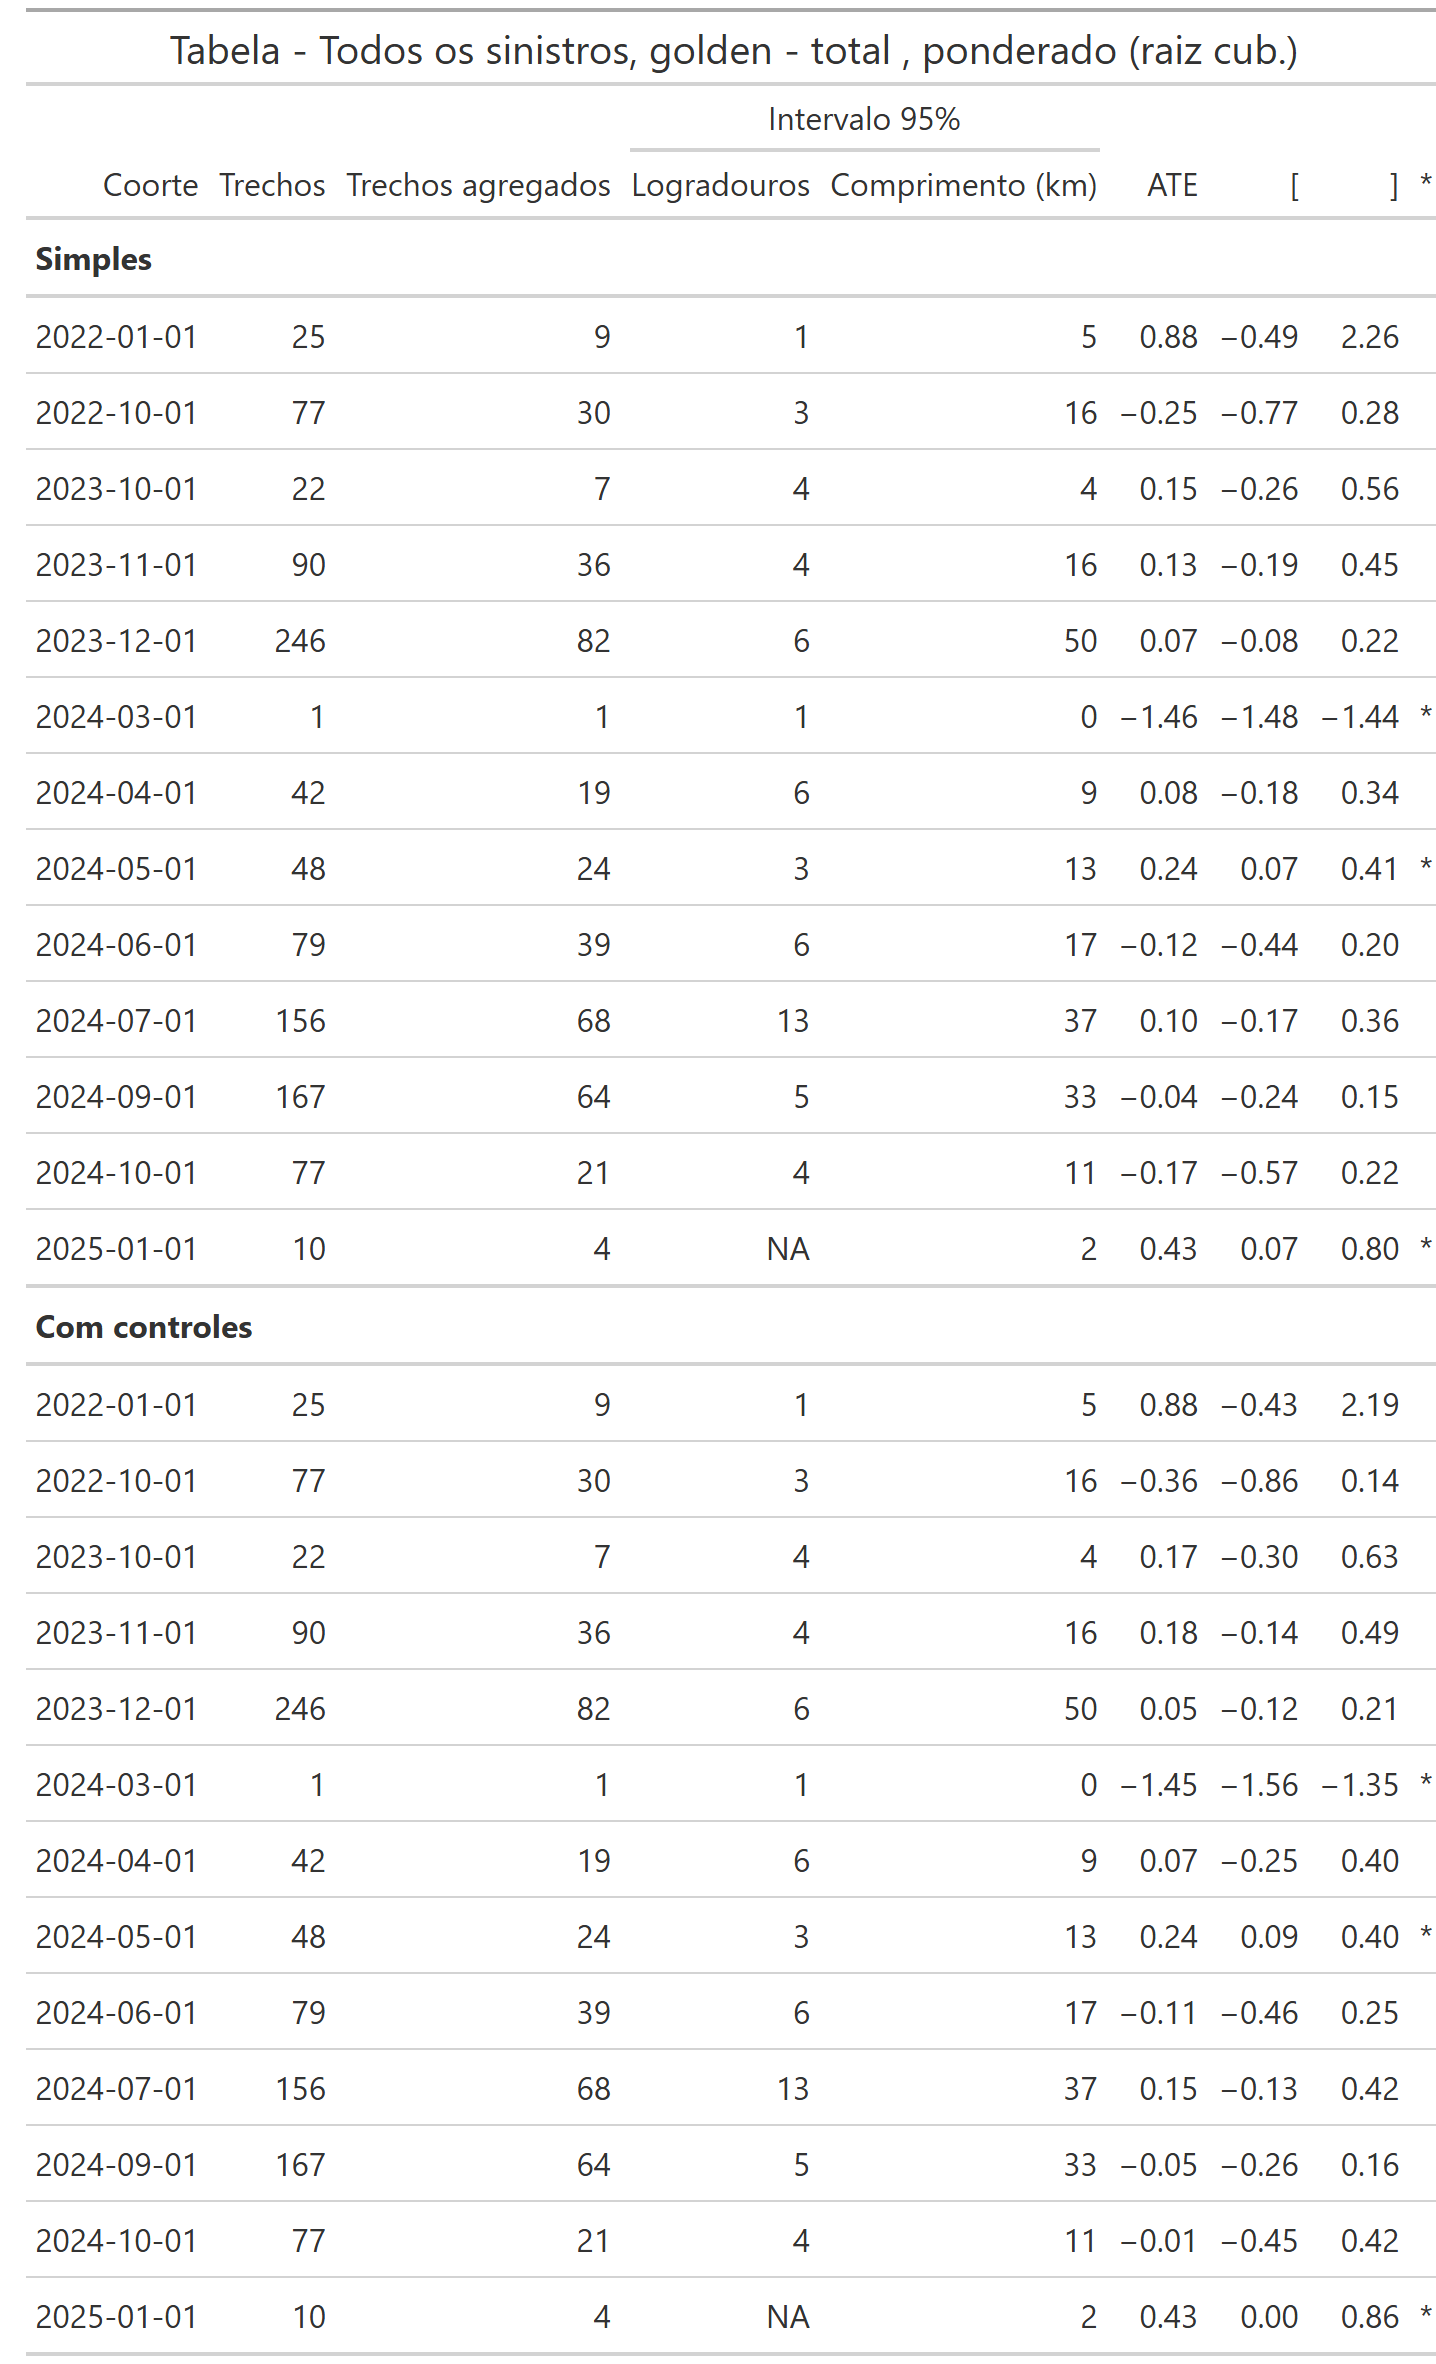 Tabela - Todos os sinistros, golden - total , ponderado (raiz cub.)
Intervalo 95%
Coorte Trechos Trechos agregados Logradouros Comprimento (km) ATE [ ] *
Simples
2022-01-01 25 9 1 5 0.88 −0.49 2.26
2022-10-01 77 30 3 16 −0.25 −0.77 0.28
2023-10-01 22 7 4 4 0.15 −0.26 0.56
2023-11-01 90 36 4 16 0.13 −0.19 0.45
2023-12-01 246 82 6 50 0.07 −0.08 0.22
2024-03-01 1 1 1 0 −1.46 −1.48 −1.44 *
2024-04-01 42 19 6 9 0.08 −0.18 0.34
2024-05-01 48 24 3 13 0.24 0.07 0.41 *
2024-06-01 79 39 6 17 −0.12 −0.44 0.20
2024-07-01 156 68 13 37 0.10 −0.17 0.36
2024-09-01 167 64 5 33 −0.04 −0.24 0.15
2024-10-01 77 21 4 11 −0.17 −0.57 0.22
2025-01-01 10 4 NA 2 0.43 0.07 0.80 *
Com controles
2022-01-01 25 9 1 5 0.88 −0.43 2.19
2022-10-01 77 30 3 16 −0.36 −0.86 0.14
2023-10-01 22 7 4 4 0.17 −0.30 0.63
2023-11-01 90 36 4 16 0.18 −0.14 0.49
2023-12-01 246 82 6 50 0.05 −0.12 0.21
2024-03-01 1 1 1 0 −1.45 −1.56 −1.35 *
2024-04-01 42 19 6 9 0.07 −0.25 0.40
2024-05-01 48 24 3 13 0.24 0.09 0.40 *
2024-06-01 79 39 6 17 −0.11 −0.46 0.25
2024-07-01 156 68 13 37 0.15 −0.13 0.42
2024-09-01 167 64 5 33 −0.05 −0.26 0.16
2024-10-01 77 21 4 11 −0.01 −0.45 0.42
2025-01-01 10 4 NA 2 0.43 0.00 0.86 *